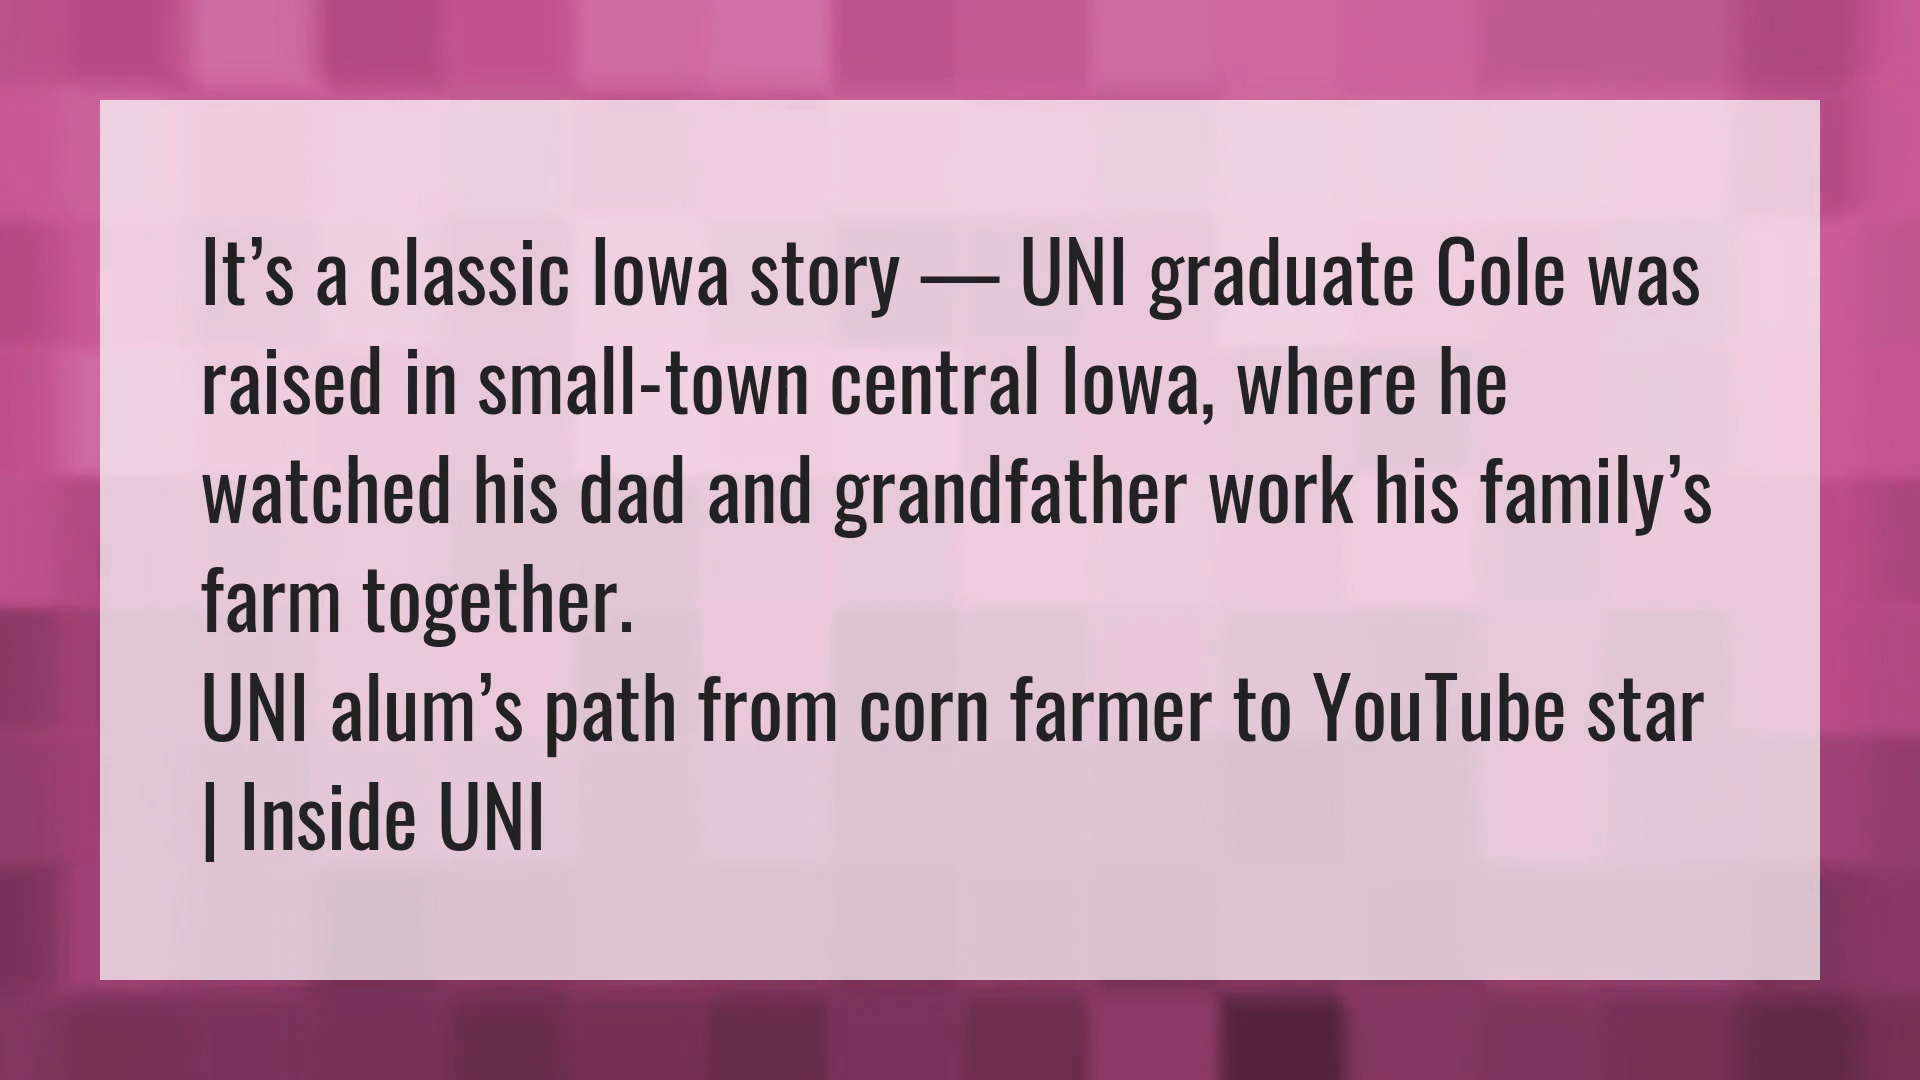 It’s a classic Iowa story — UNI graduate Cole was
raised in small-town central Iowa, where he
watched his dad and grandfather work his family’s
farm together.
UNI alum’s path from corn farmer to YouTube star
| Inside UNI